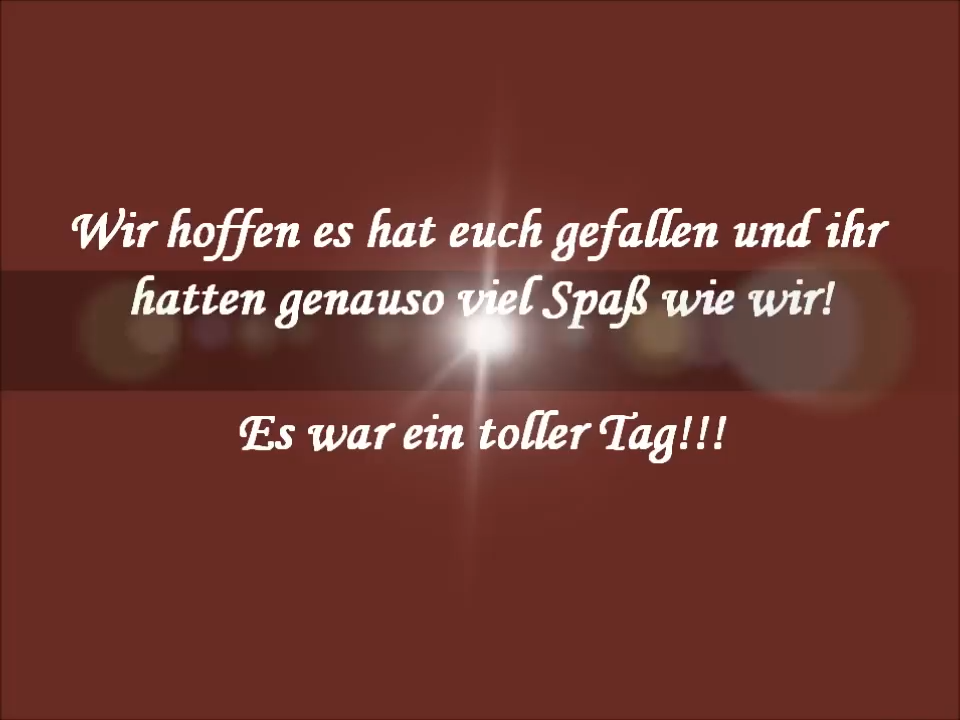 Wir hoffen es hat euch gefallen und ihr
hatten genauso viel Spaß wie wir!
Es war ein toller Tag!!!